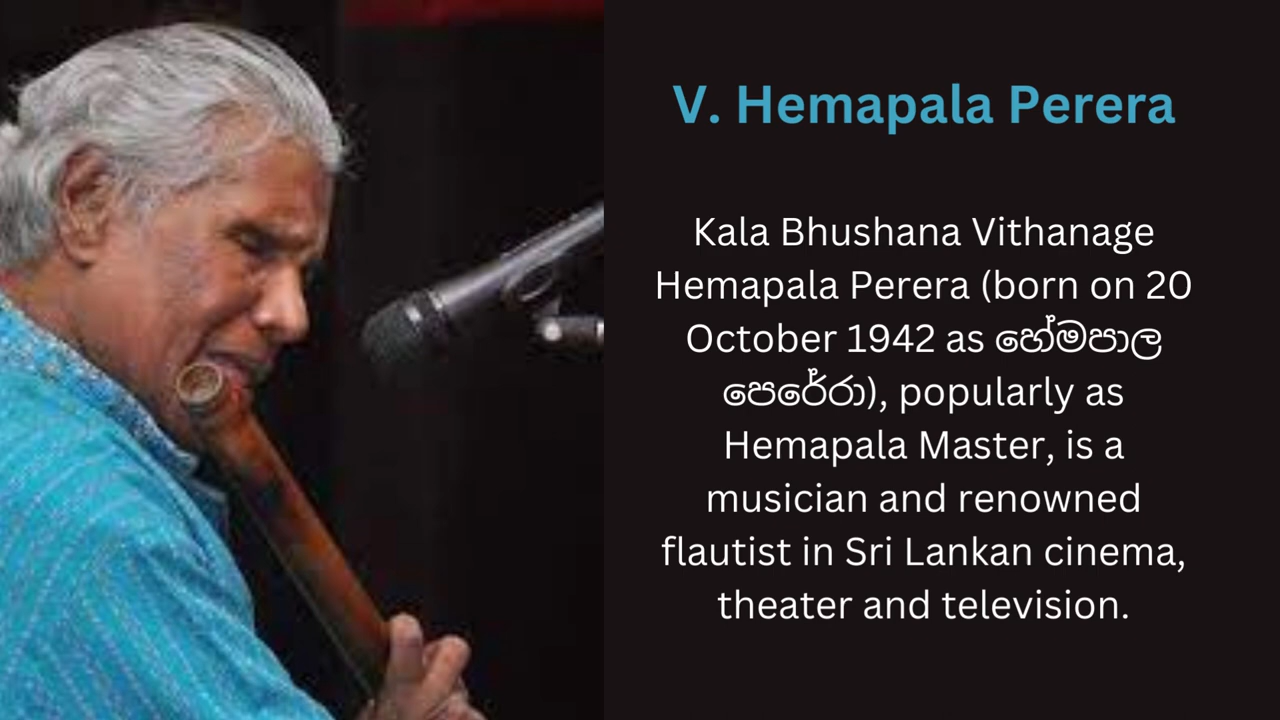 V. Hemapala Perera
Kala Bhushana Vithanage
Hemapala Perera (born on 20
October 1942 as හේමපාල
පෙරේරා), popularly as
Hemapala Master, is a
musician and renowned
flautist in Sri Lankan cinema,
theater and television.